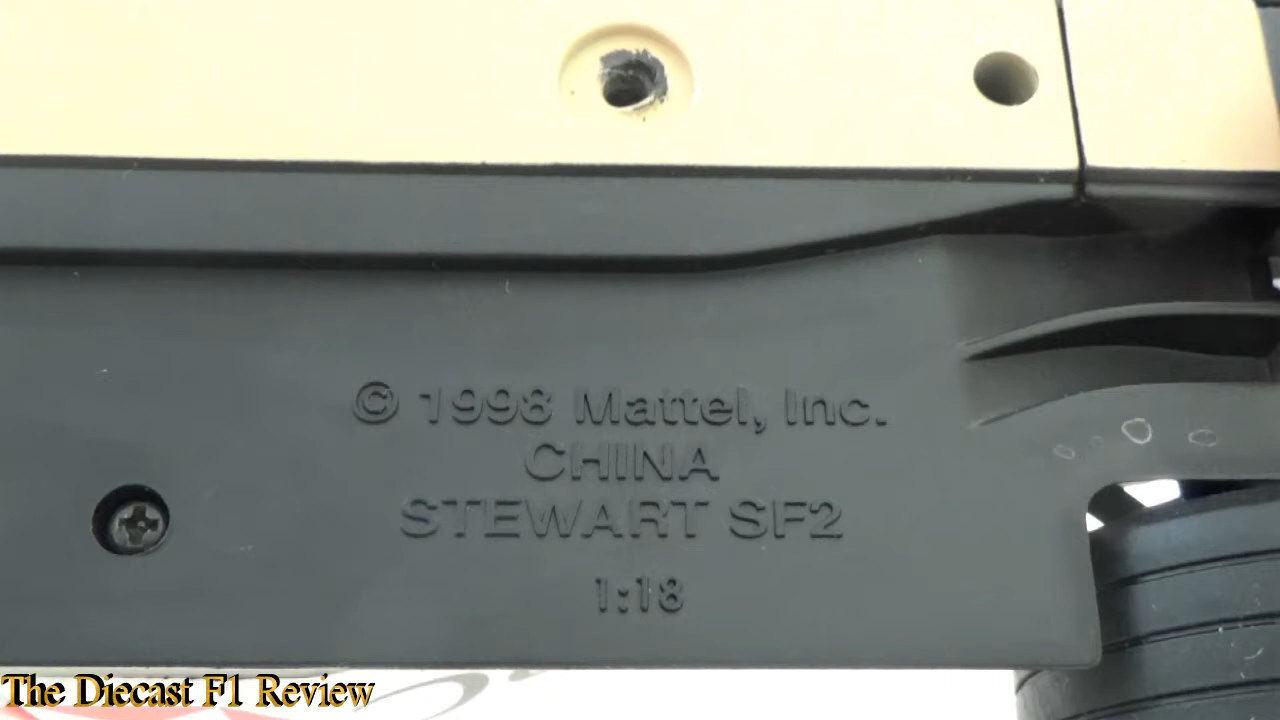 © 1998 Mattel, Inc.
CHINA
STEWART SF2
1:18
The Diecast F1 Review